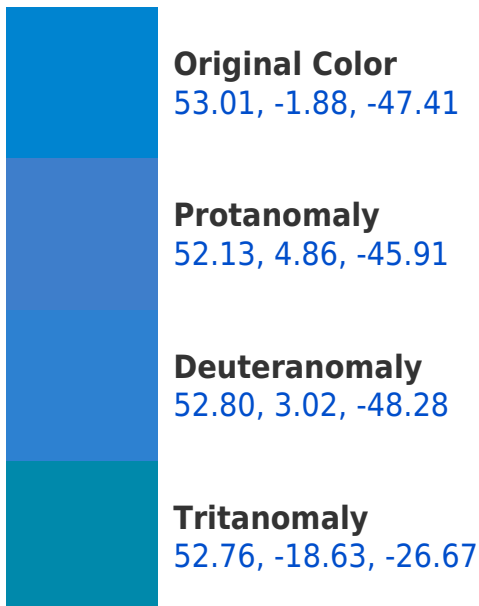 Original Color
53.01, -1.88, -47.41
Protanomaly
52.13, 4.86, -45.91
Deuteranomaly
52.80, 3.02, -48.28
Tritanomaly
52.76, -18.63, -26.67